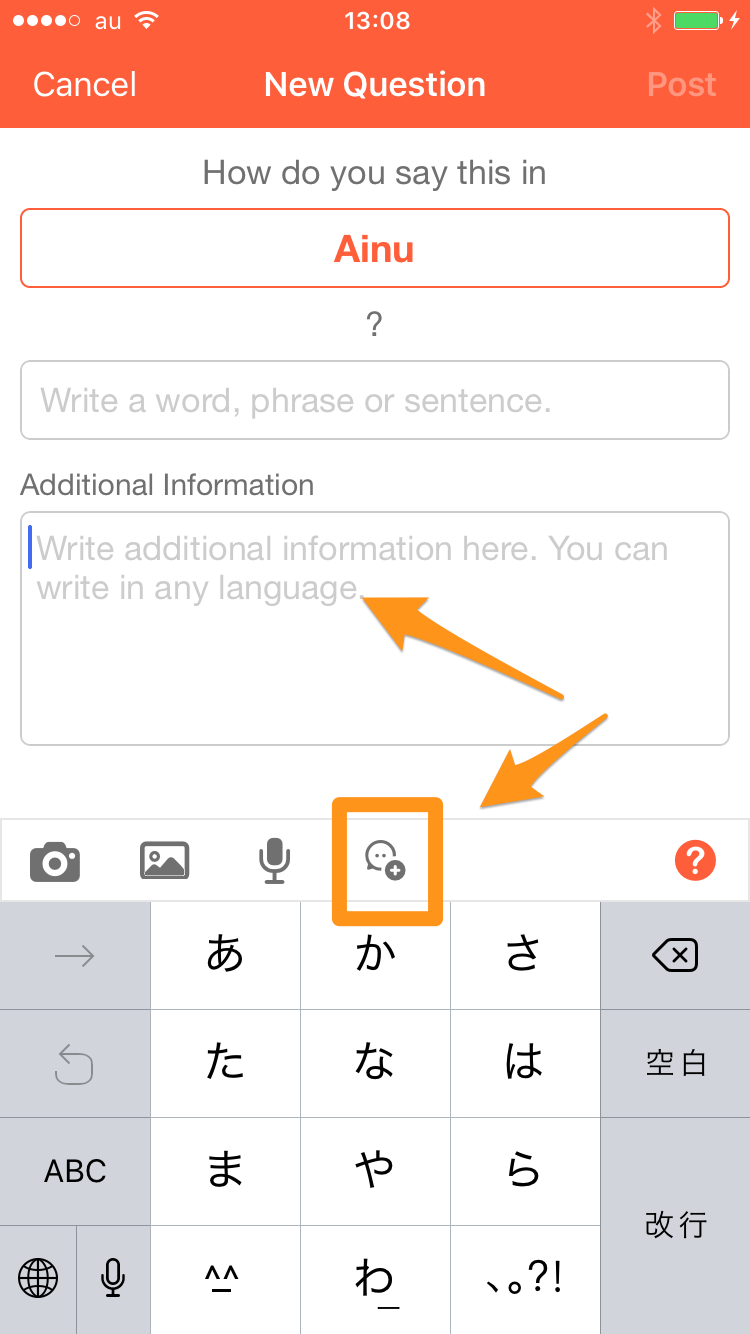 au 13:08
Cancel New Question Post
How do you say this in
Ainu
?
Write a word, phrase or sentence.
Additional Information
Write additional information here. You can
write in any language.
?
→ あ か さ
た な は 空白
ABC ま や ら 改行
^^ わ 、。?!